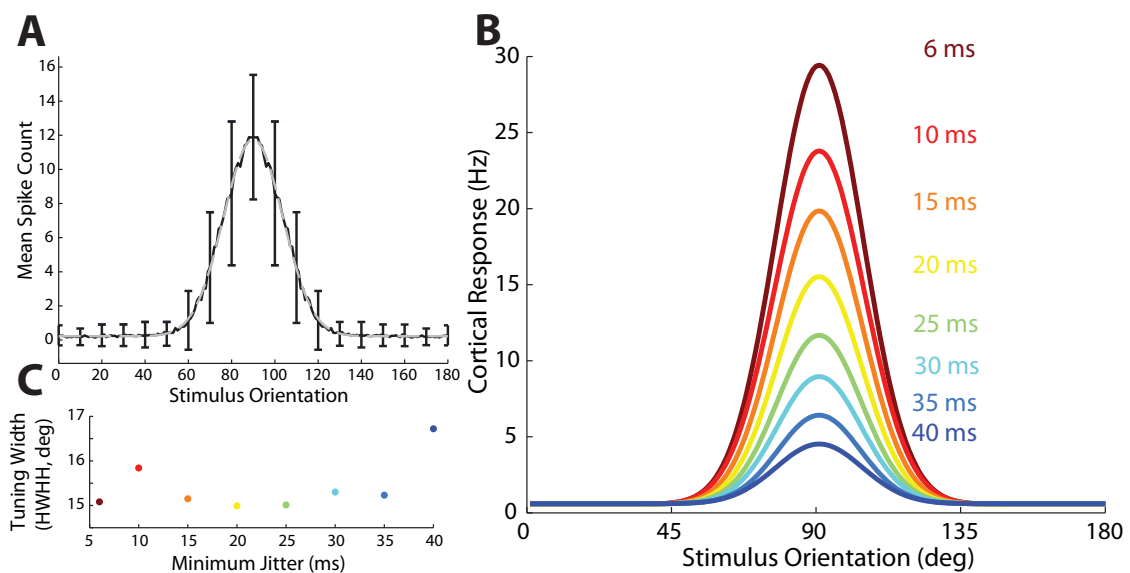 A
16
14
12
10
8
6
4
2
0
Mean Spike Count
0 20 40 60 80 100 120 140 160 180
Stimulus Orientation
B
30
25
20
15
10
5
0
Cortical Response (Hz)
6 ms
10 ms
15 ms
20 ms
25 ms
30 ms
35 ms
40 ms
0 45 90 135 180
Stimulus Orientation (deg)
C
17
16
15
Tuning Width
(HWHH, deg)
5 10 15 20 25 30 35 40
Minimum Jitter (ms)